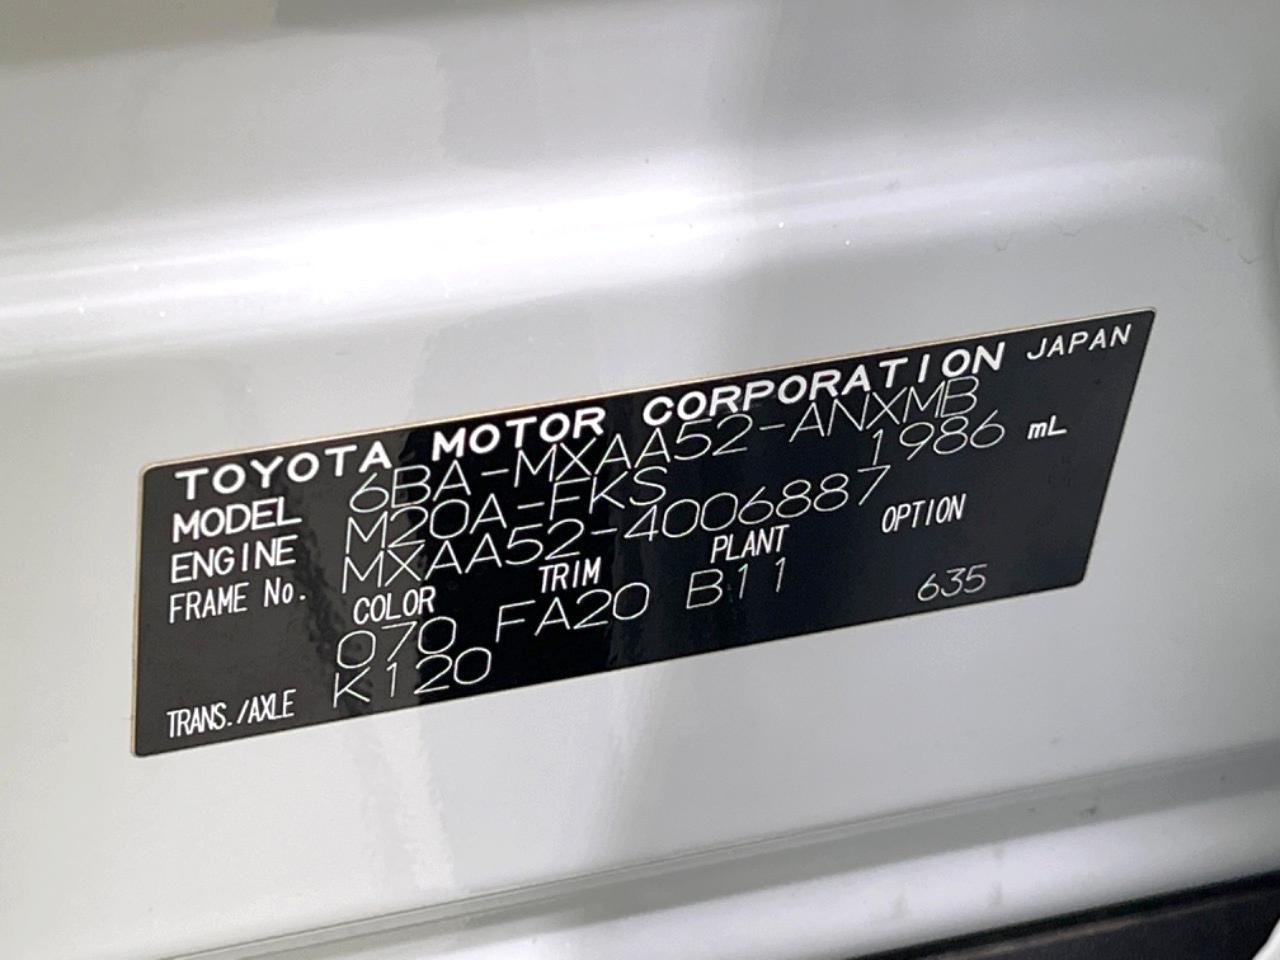 TOYOTA MOTOR CORPORATION JAPAN
MODEL 6BA-MXAA52-ANXMB
ENGINE M20A-FKS 1986 mL
FRAME No. MXAA52-4006887
COLOR TRIM PLANT OPTION
070 FA20 B11 635
TRANS./AXLE K120